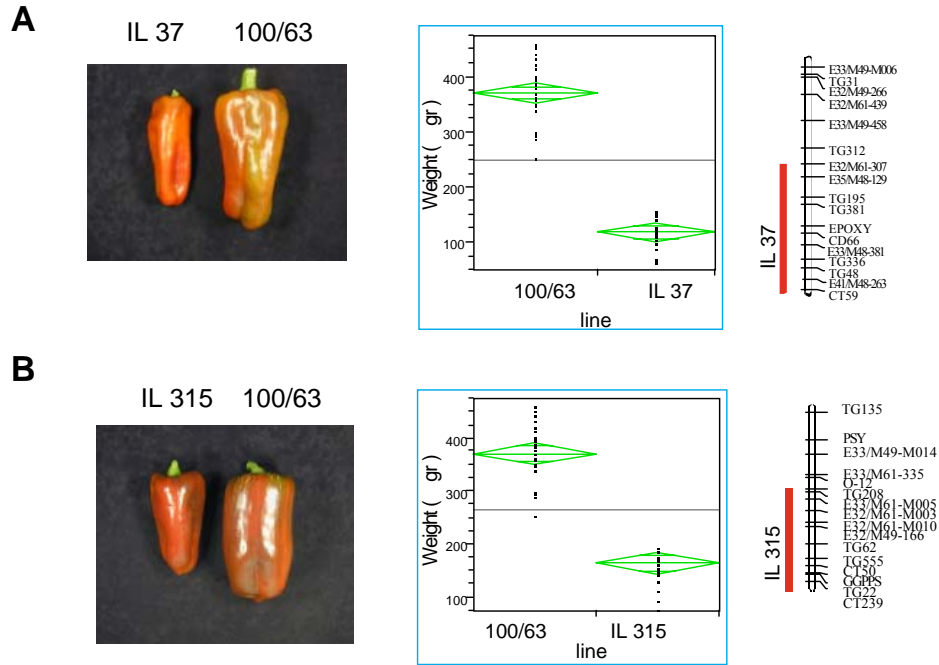 A
IL 37 100/63
Weight( gr)
400
300
200
100
100/63 IL 37
line
IL 37
E33/M49-M006
TG31
E32/M49-266
E32/M61-439
E33/M49-458
TG312
E32/M61-307
E35/M48-129
TG195
TG381
EPOXY
CD66
E33/M48-381
TG336
TG48
E41/M48-263
CT59
B
IL 315 100/63
Weight( gr)
400
300
200
100
100/63 IL 315
line
IL 315
TG135
PSY
E33/M49-M014
E33/M61-335
O-12
TG208
E33/M61-M005
E32/M61-M003
E32/M61-M010
E32/M49-166
TG62
TG555
CT50
GGPPS
TG22
CT239